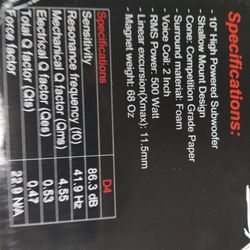 Specifications:
· 10" High Powered Subwoofer
· Shallow Mount Design
· Cone: Competition Grade Paper
· Surround material: Foam
· Voice Coil: 2 Inch
· RMS Power: 500 Watt
· Linear Extension(Xmax): 11.5mm
· Magnet weight: 68 Oz
Specifications D4
Sensitivity 86.3 dB
Resonance frequency (f0) 41.9 Hz
Mechanical Q factor (Qms) 4.55
Electrical Q factor (Qes) 0.53
Total Q factor (Qts) 0.47
Force factor 22.9 N/A